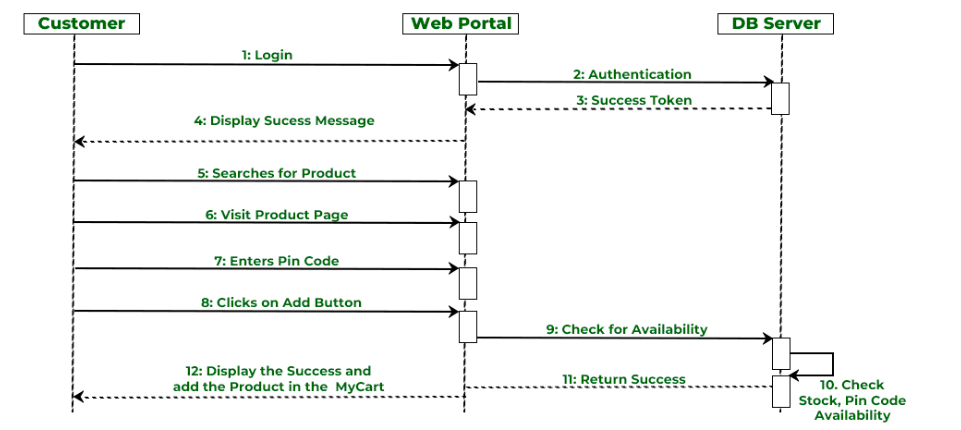 Customer
Web Portal
DB Server
1: Login
2: Authentication
3: Success Token
4: Display Sucess Message
5: Searches for Product
6: Visit Product Page
7: Enters Pin Code
8: Clicks on Add Button
9: Check for Availability
10. Check
Stock, Pin Code
Availability
11: Return Success
12: Display the Success and
add the Product in the MyCart